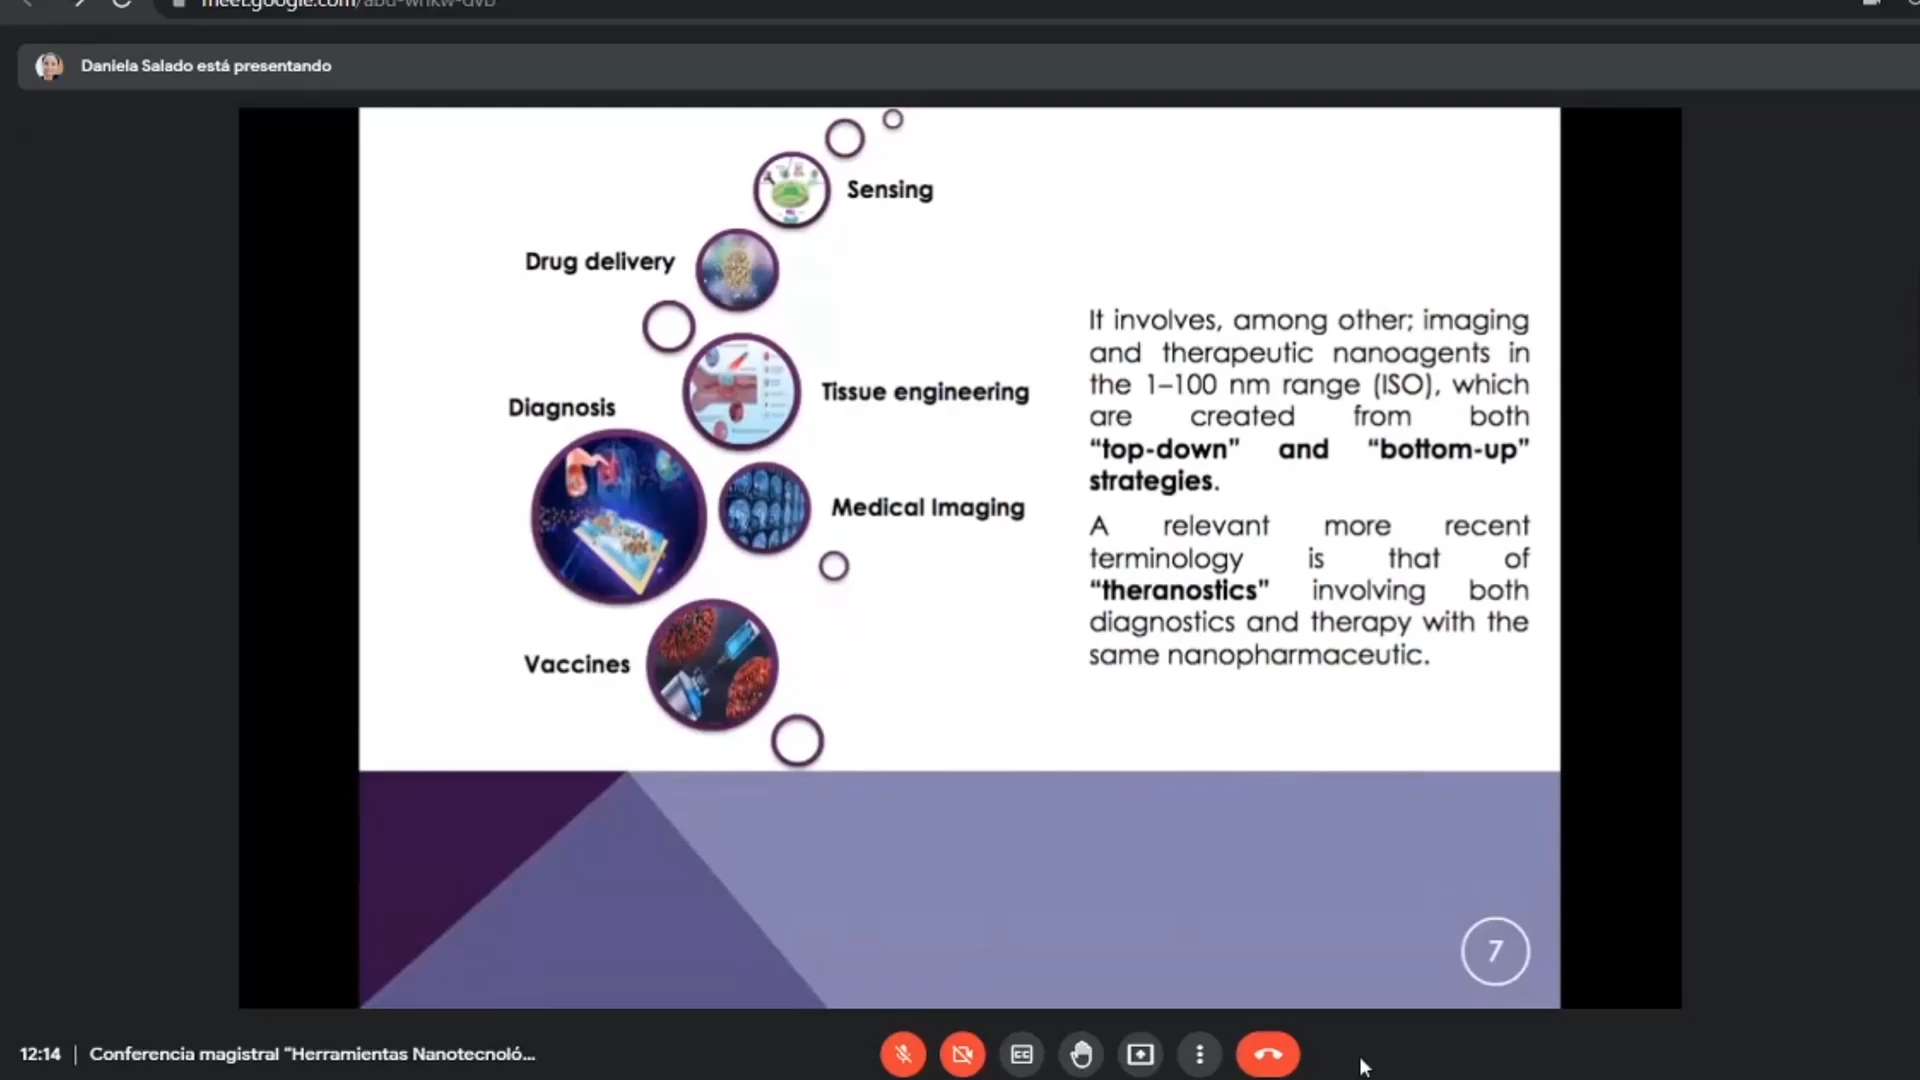 Daniela Salado está presentando
Sensing
Drug delivery
Tissue engineering
Diagnosis
Medical Imaging
Vaccines
It involves, among other; imaging
and therapeutic nanoagents in
the 1–100 nm range (ISO), which
are created from both
“top-down” and “bottom-up”
strategies.
A relevant more recent
terminology is that of
“theranostics” involving both
diagnostics and therapy with the
same nanopharmaceutic.
7
12:14 | Conferencia magistral “Herramientas Nanotecnoló...
CC